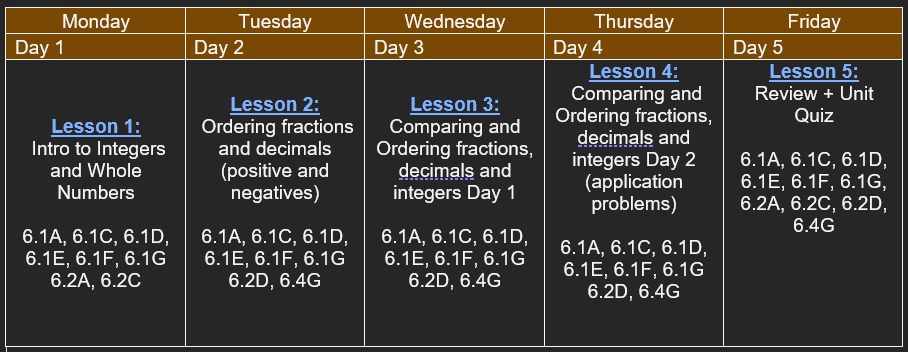 Monday
Tuesday
Wednesday
Thursday
Friday
Day 1
Day 2
Day 3
Day 4
Day 5
Lesson 1:
Intro to Integers
and Whole
Numbers
6.1A, 6.1C, 6.1D,
6.1E, 6.1F, 6.1G
6.2A, 6.2C
Lesson 2:
Ordering fractions
and decimals
(positive and
negatives)
6.1A, 6.1C, 6.1D,
6.1E, 6.1F, 6.1G
6.2D, 6.4G
Lesson 3:
Comparing and
Ordering fractions,
decimals and
integers Day 1
6.1A, 6.1C, 6.1D,
6.1E, 6.1F, 6.1G
6.2D, 6.4G
Lesson 4:
Comparing and
Ordering fractions,
decimals and
integers Day 2
(application
problems)
6.1A, 6.1C, 6.1D,
6.1E, 6.1F, 6.1G
6.2D, 6.4G
Lesson 5:
Review + Unit
Quiz
6.1A, 6.1C, 6.1D,
6.1E, 6.1F, 6.1G,
6.2A, 6.2C, 6.2D,
6.4G